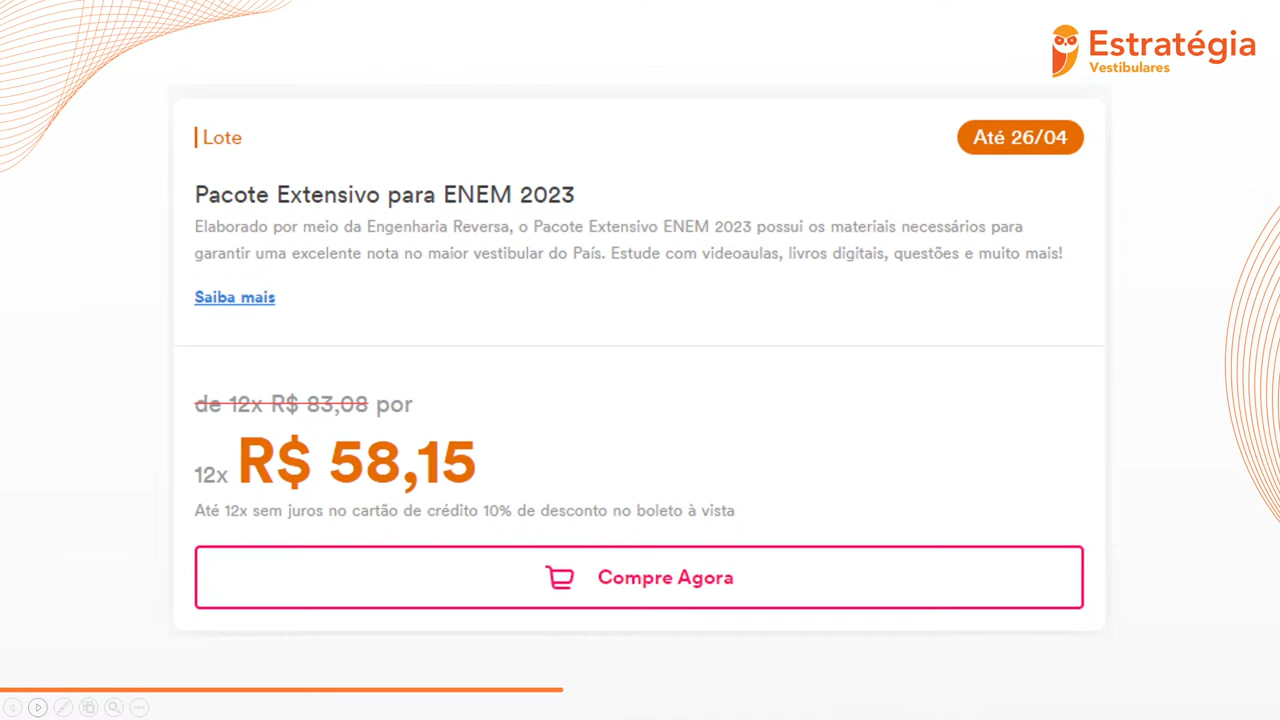 Estratégia
Vestibulares
Lote
Até 26/04
Pacote Extensivo para ENEM 2023
Elaborado por meio da Engenharia Reversa, o Pacote Extensivo ENEM 2023 possui os materiais necessários para
garantir uma excelente nota no maior vestibular do País. Estude com videoaulas, livros digitais, questões e muito mais!
Saiba mais
de 12x R$ 83,08 por
12x R$ 58,15
Até 12x sem juros no cartão de crédito 10% de desconto no boleto à vista
Compre Agora